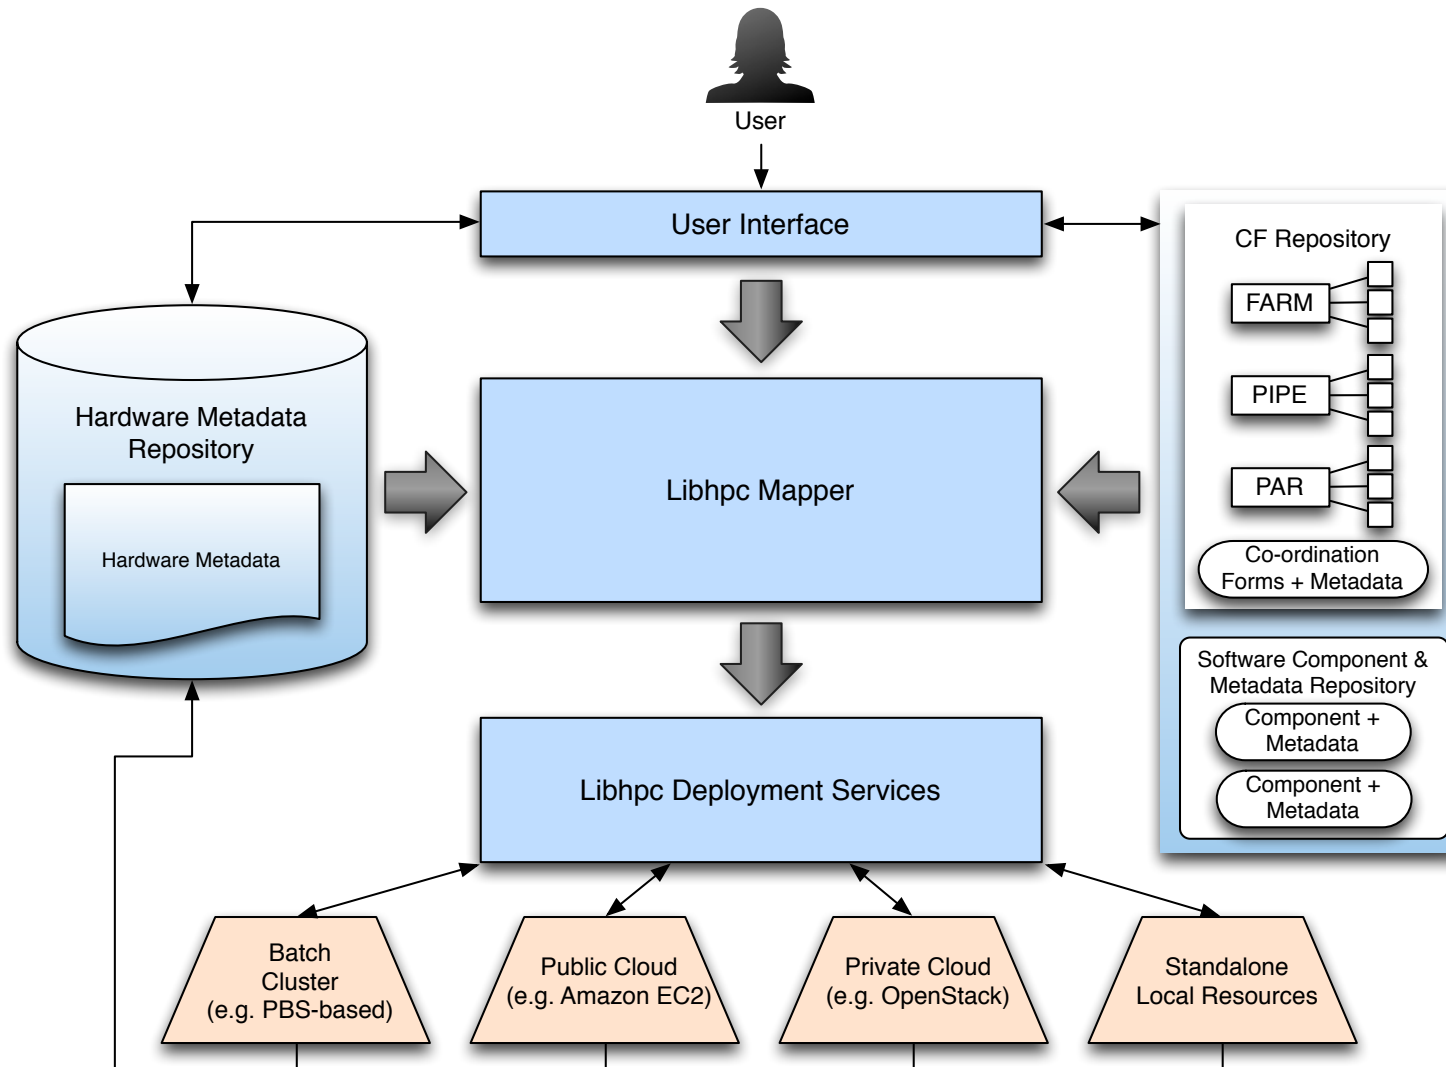 User
User Interface
CF Repository
FARM
PIPE
PAR
Co-ordination
Forms + Metadata
Hardware Metadata
Repository
Hardware Metadata
Libhpc Mapper
Software Component &
Metadata Repository
Component +
Metadata
Component +
Metadata
Libhpc Deployment Services
Batch
Cluster
(e.g. PBS-based)
Public Cloud
(e.g. Amazon EC2)
Private Cloud
(e.g. OpenStack)
Standalone
Local Resources